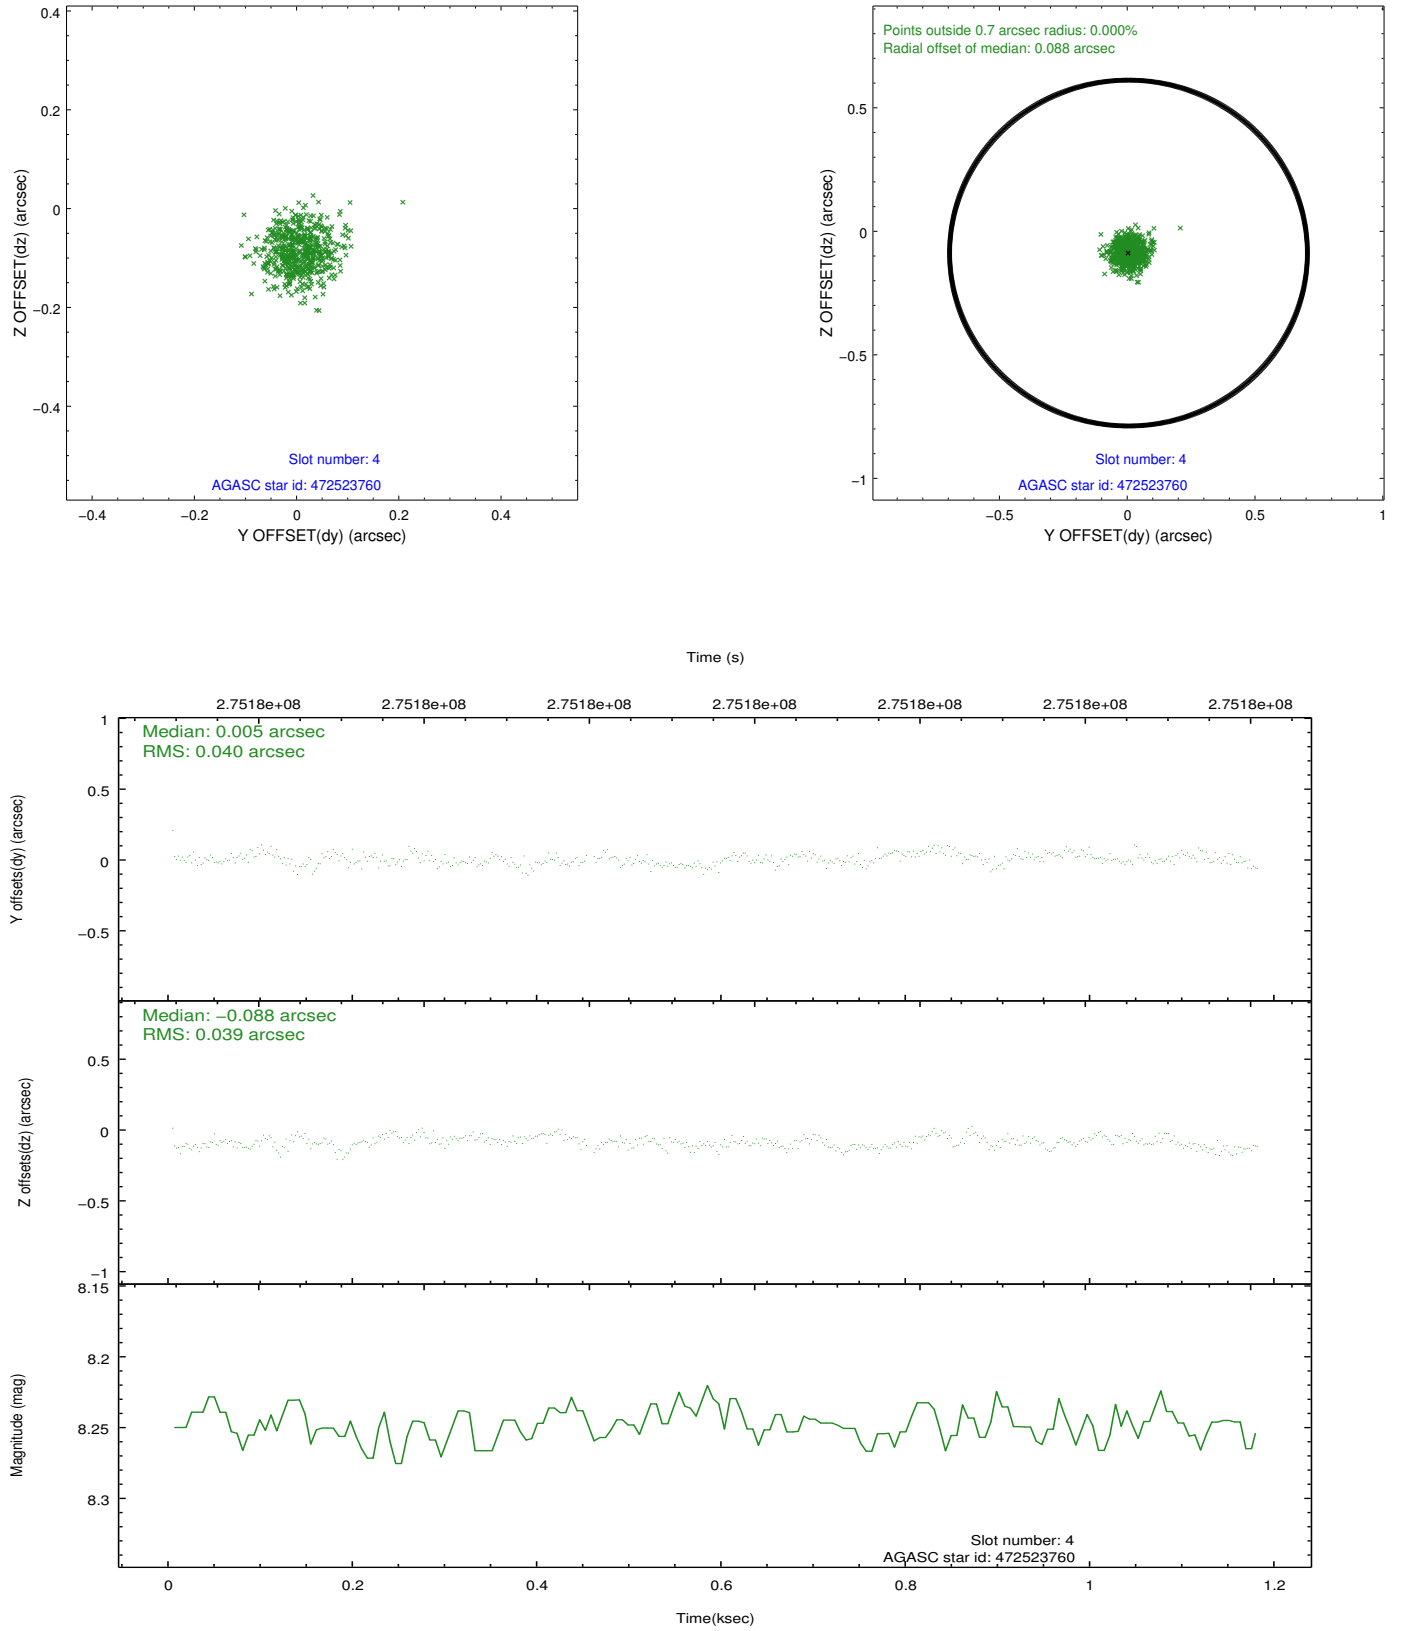 0.4
0.2
0
−0.2
−0.4
Z OFFSET(dz) (arcsec)
Slot number: 4
AGASC star id: 472523760
−0.4 −0.2 0 0.2 0.4
Y OFFSET(dy) (arcsec)
Points outside 0.7 arcsec radius: 0.000%
Radial offset of median: 0.088 arcsec
0.5
0
−0.5
−1
Z OFFSET(dz) (arcsec)
Slot number: 4
AGASC star id: 472523760
−0.5 0 0.5 1
Y OFFSET(dy) (arcsec)
Time (s)
2.7518e+08 2.7518e+08 2.7518e+08 2.7518e+08 2.7518e+08 2.7518e+08 2.7518e+08
Median: 0.005 arcsec
RMS: 0.040 arcsec
1
0.5
0
−0.5
Y offsets(dy) (arcsec)
Median: −0.088 arcsec
RMS: 0.039 arcsec
0.5
0
−0.5
−1
Z offsets(dz) (arcsec)
8.15
8.2
8.25
8.3
Magnitude (mag)
Slot number: 4
AGASC star id: 472523760
0 0.2 0.4 0.6 0.8 1 1.2
Time(ksec)